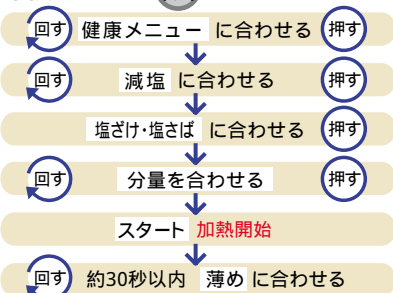 回す 健康メニュー に合わせる 押す
回す 減塩 に合わせる 押す
塩ざけ・塩さば に合わせる 押す
回す 分量を合わせる 押す
スタート 加熱開始
回す 約30秒以内 薄め に合わせる